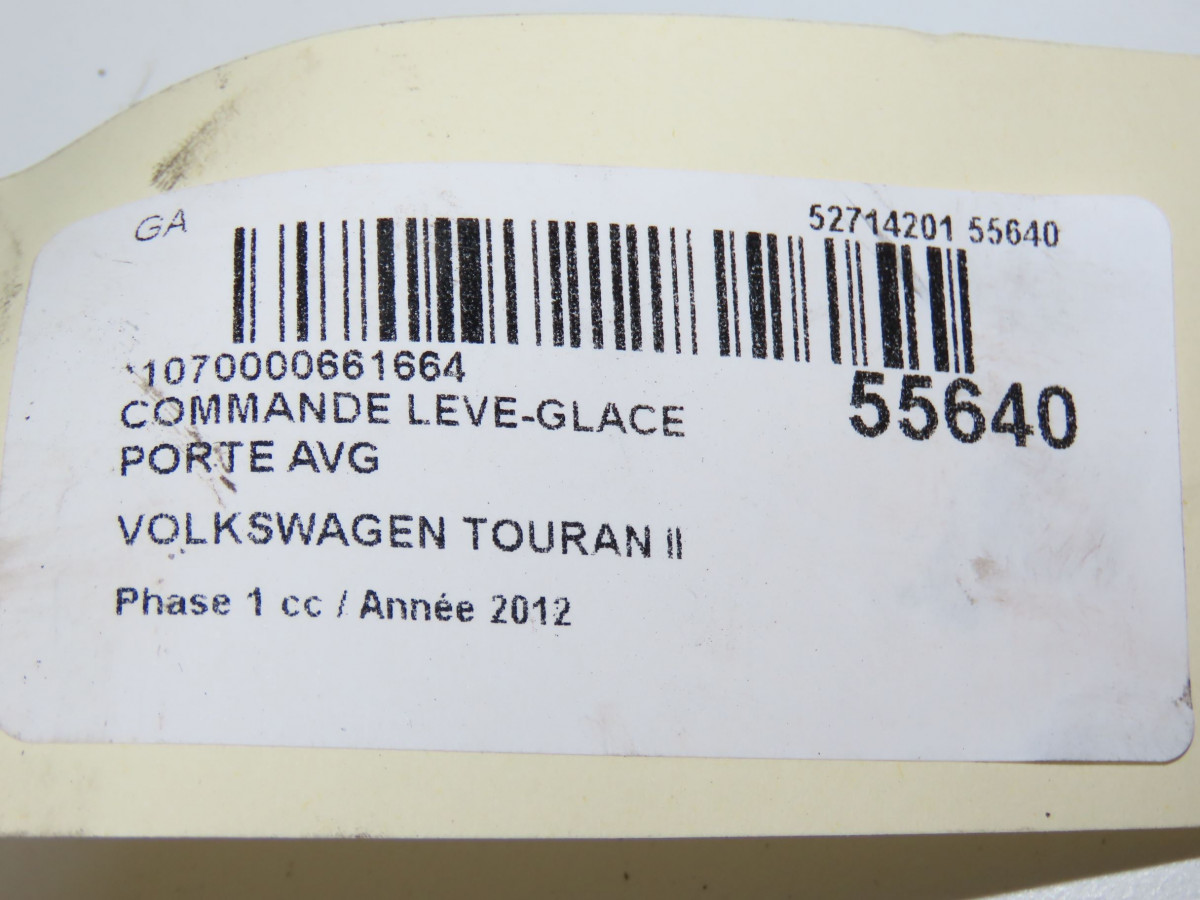 GA
52714201 55640
*1070000661664
55640
COMMANDE LEVE-GLACE
PORTE AVG
VOLKSWAGEN TOURAN II
Phase 1 cc / Année 2012